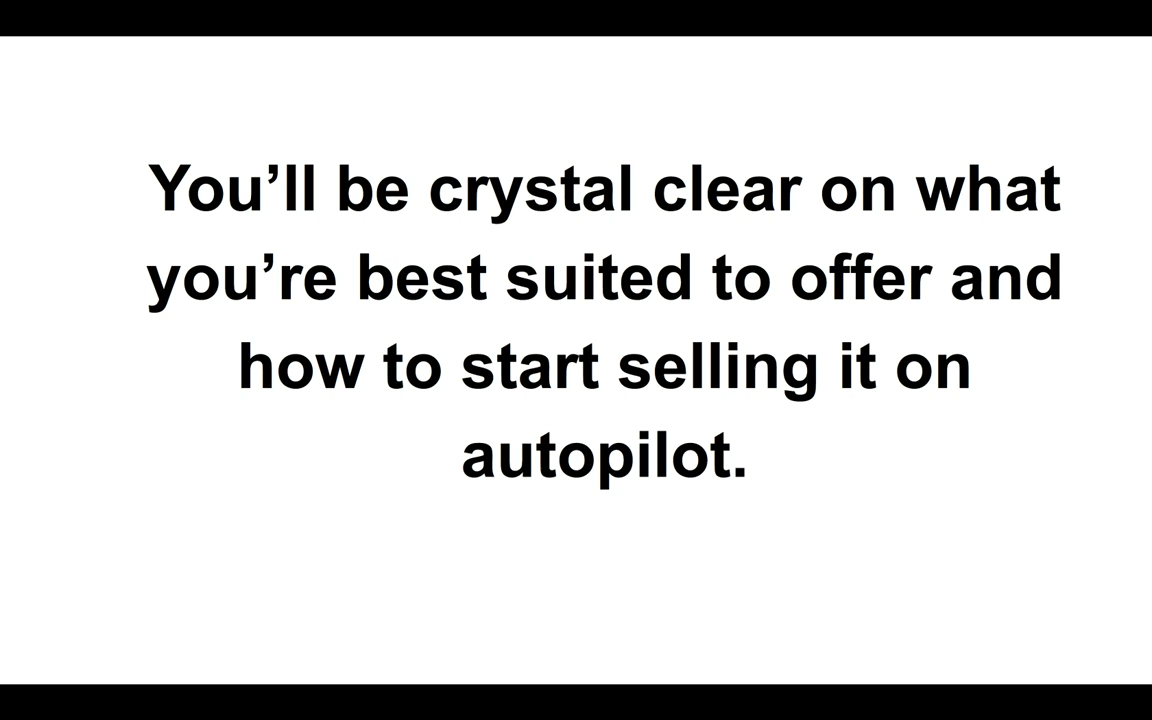 You’ll be crystal clear on what
you’re best suited to offer and
how to start selling it on
autopilot.